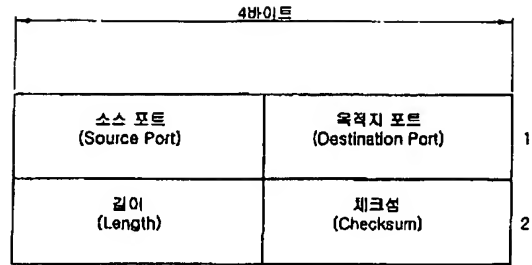 4바이트
소스 포트
(Source Port)
목적지 포트
(Destination Port)
1
길이
(Length)
체크섬
(Checksum)
2